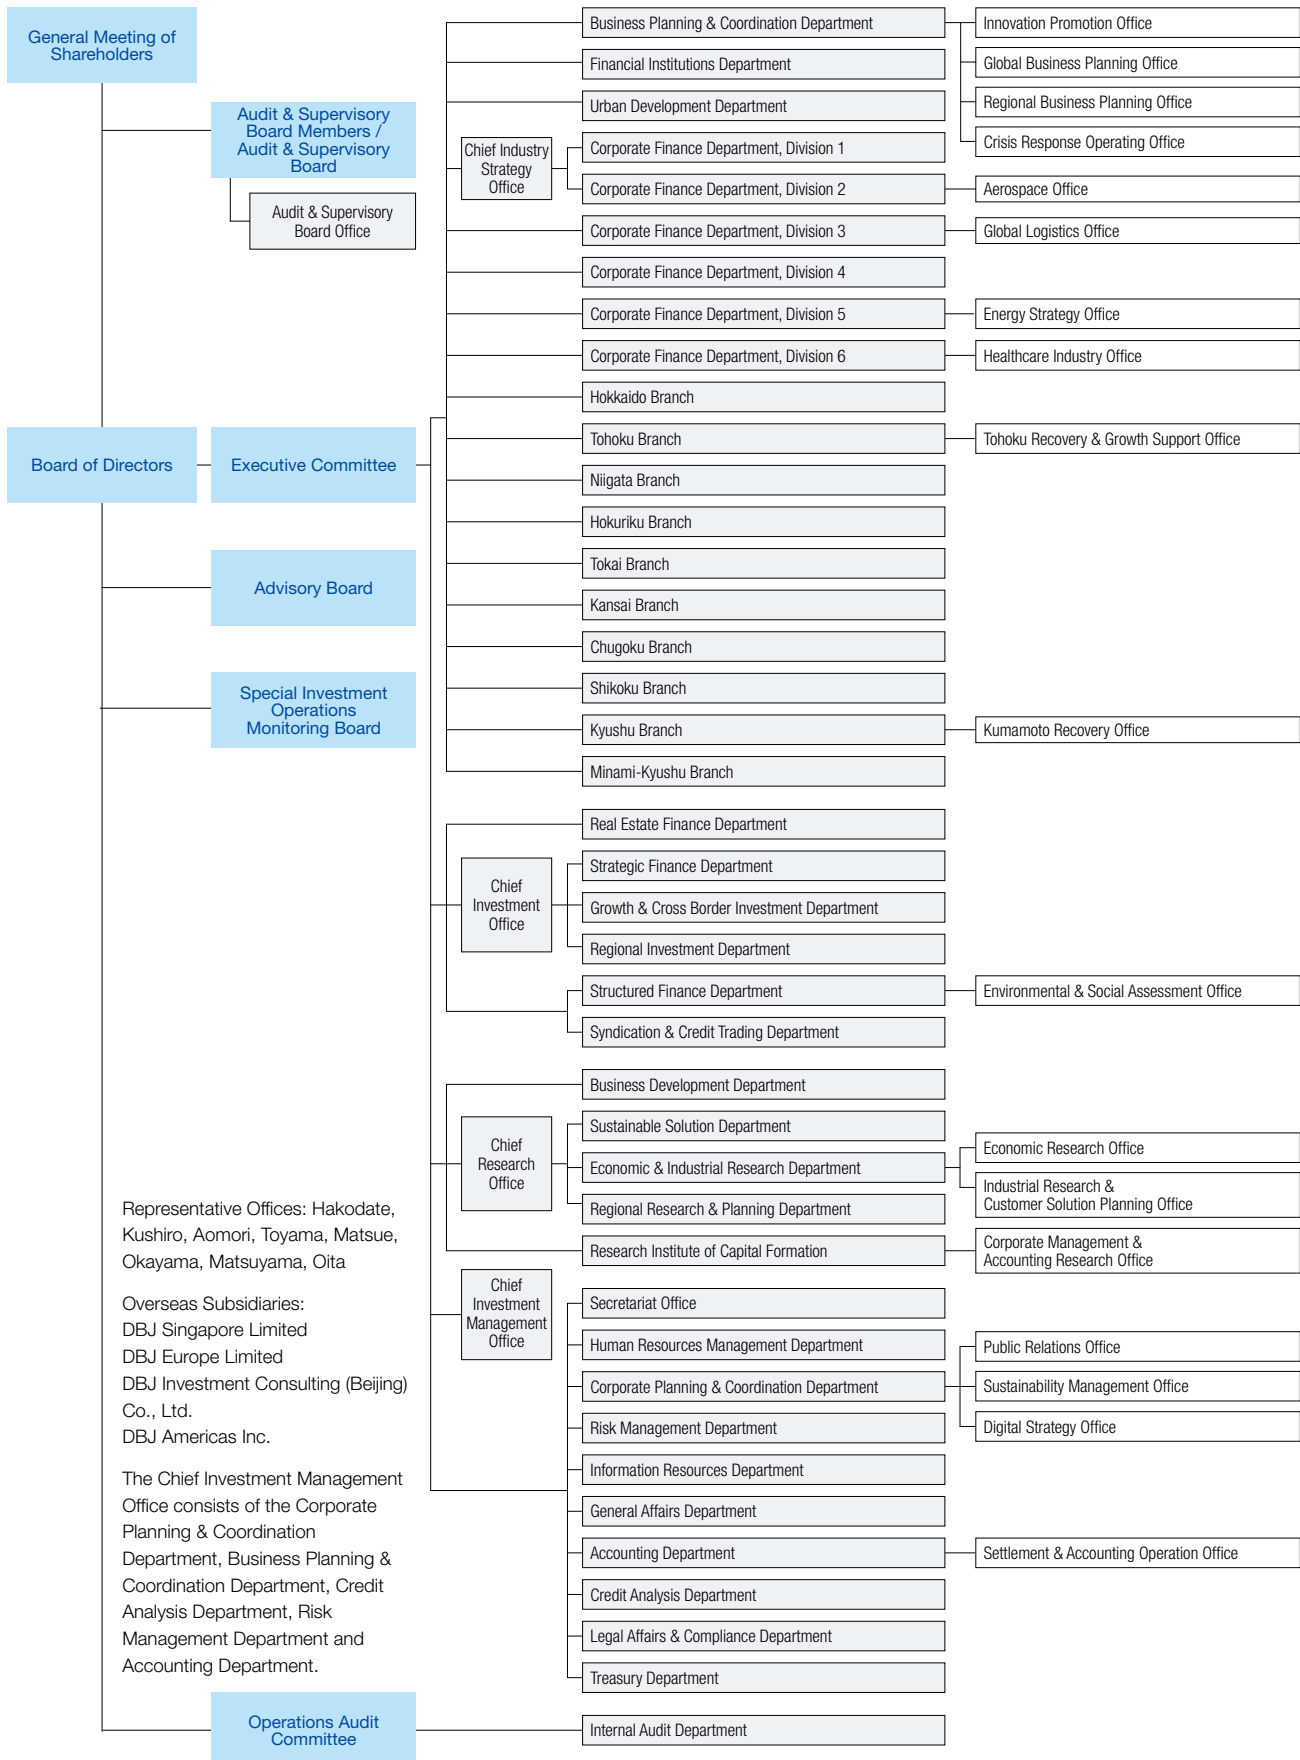 General Meeting of
Shareholders
Audit & Supervisory
Board Members /
Audit & Supervisory
Board
Audit & Supervisory
Board Office
Board of Directors
Executive Committee
Advisory Board
Special Investment
Operations
Monitoring Board
Business Planning & Coordination Department
Innovation Promotion Office
Global Business Planning Office
Regional Business Planning Office
Crisis Response Operating Office
Financial Institutions Department
Urban Development Department
Chief Industry
Strategy
Office
Corporate Finance Department, Division 1
Corporate Finance Department, Division 2
Aerospace Office
Corporate Finance Department, Division 3
Global Logistics Office
Corporate Finance Department, Division 4
Corporate Finance Department, Division 5
Energy Strategy Office
Corporate Finance Department, Division 6
Healthcare Industry Office
Hokkaido Branch
Tohoku Branch
Tohoku Recovery & Growth Support Office
Niigata Branch
Hokuriku Branch
Tokai Branch
Kansai Branch
Chugoku Branch
Shikoku Branch
Kyushu Branch
Kumamoto Recovery Office
Minami-Kyushu Branch
Real Estate Finance Department
Chief
Investment
Office
Strategic Finance Department
Growth & Cross Border Investment Department
Regional Investment Department
Structured Finance Department
Environmental & Social Assessment Office
Syndication & Credit Trading Department
Business Development Department
Chief
Research
Office
Sustainable Solution Department
Economic & Industrial Research Department
Economic Research Office
Industrial Research &
Customer Solution Planning Office
Regional Research & Planning Department
Research Institute of Capital Formation
Corporate Management &
Accounting Research Office
Chief
Investment
Management
Office
Secretariat Office
Human Resources Management Department
Corporate Planning & Coordination Department
Public Relations Office
Sustainability Management Office
Digital Strategy Office
Risk Management Department
Information Resources Department
General Affairs Department
Accounting Department
Settlement & Accounting Operation Office
Credit Analysis Department
Legal Affairs & Compliance Department
Treasury Department
Representative Offices: Hakodate,
Kushiro, Aomori, Toyama, Matsue,
Okayama, Matsuyama, Oita
Overseas Subsidiaries:
DBJ Singapore Limited
DBJ Europe Limited
DBJ Investment Consulting (Beijing)
Co., Ltd.
DBJ Americas Inc.
The Chief Investment Management
Office consists of the Corporate
Planning & Coordination
Department, Business Planning &
Coordination Department, Credit
Analysis Department, Risk
Management Department and
Accounting Department.
Operations Audit
Committee
Internal Audit Department